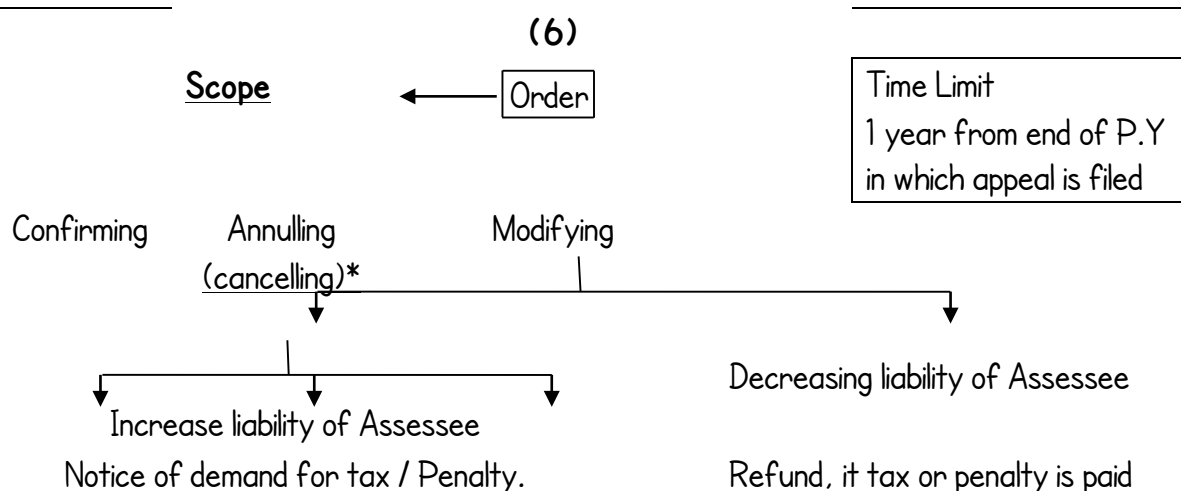 (6)
Scope
Order
Time Limit
1 year from end of P.Y
in which appeal is filed
Confirming
Annulling
(cancelling)*
Modifying
Increase liability of Assessee
Notice of demand for tax / Penalty.
Decreasing liability of Assessee
Refund, it tax or penalty is paid